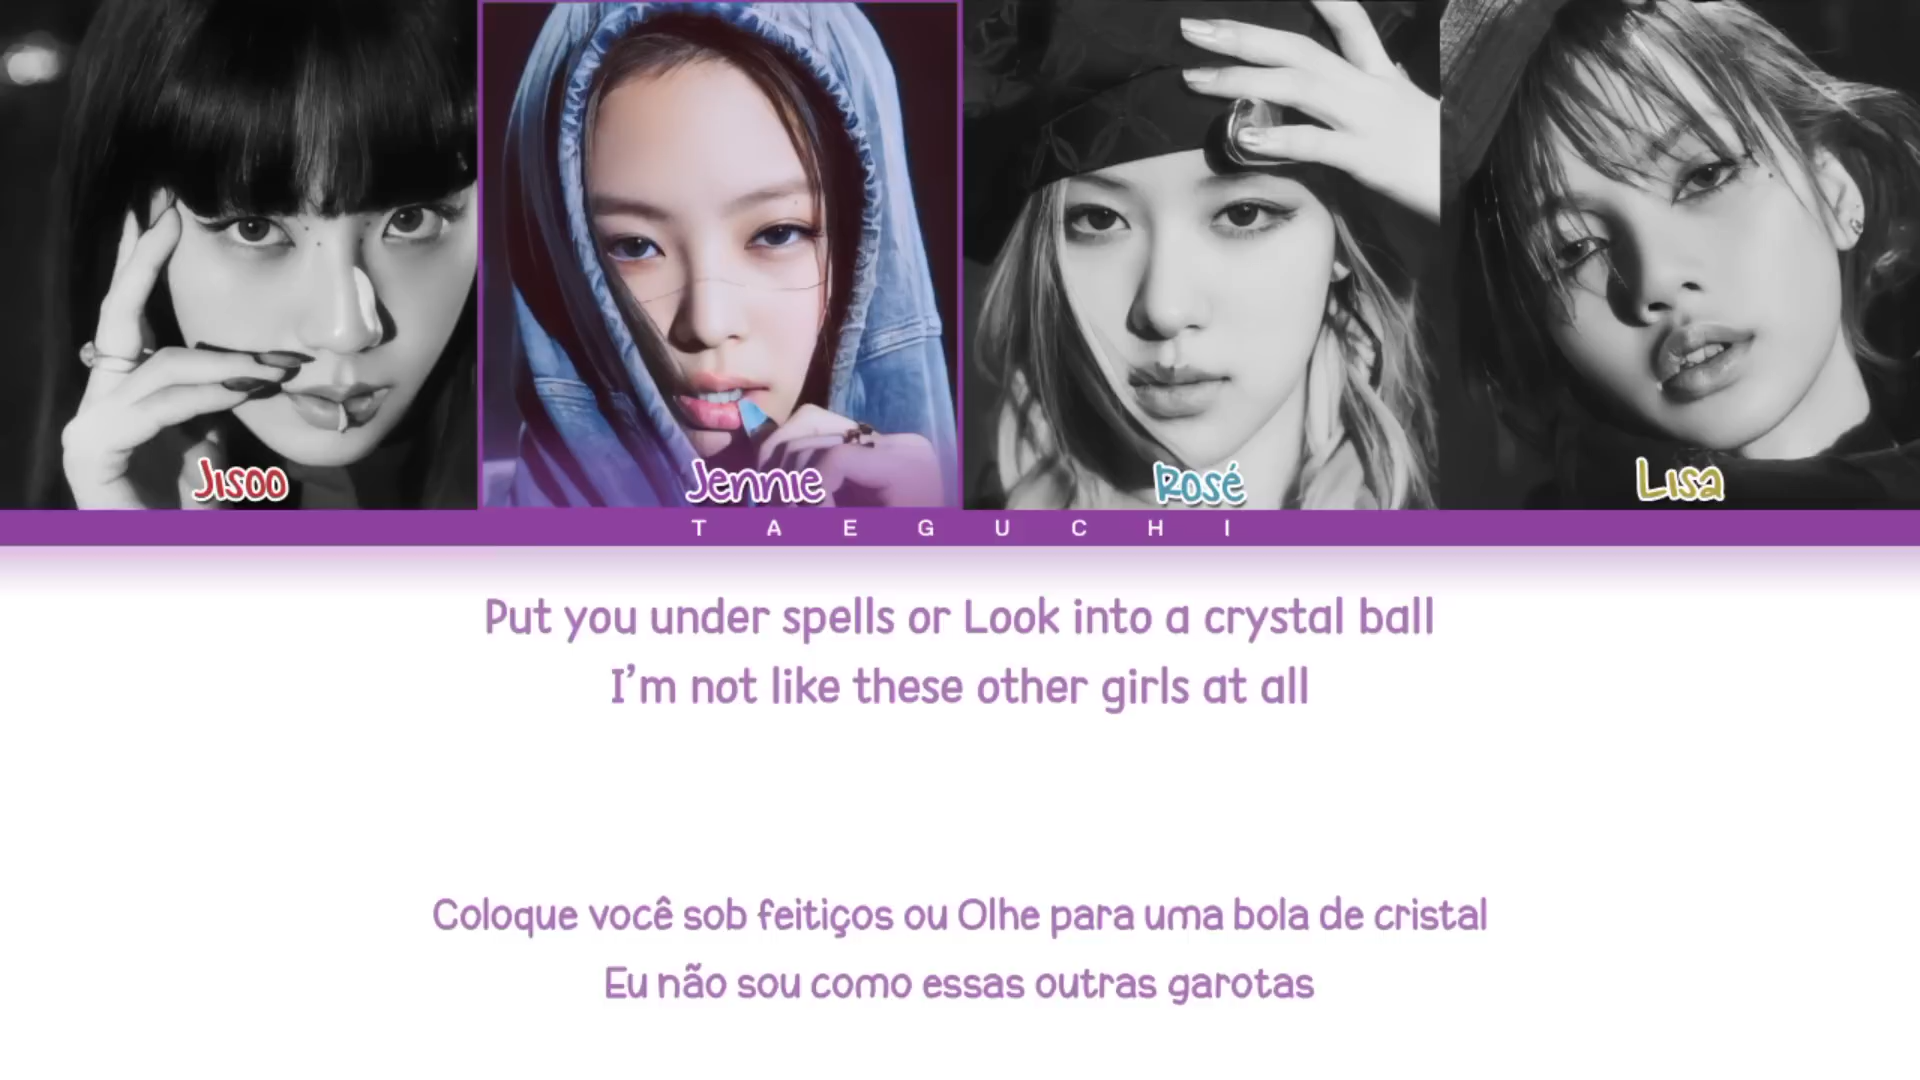 Jisoo
Jennie
Rosé
Lisa
TAEGUCHI
Put you under spells or Look into a crystal ball
I'm not like these other girls at all
Coloque você sob feitiços ou Olhe para uma bola de cristal
Eu não sou como essas outras garotas